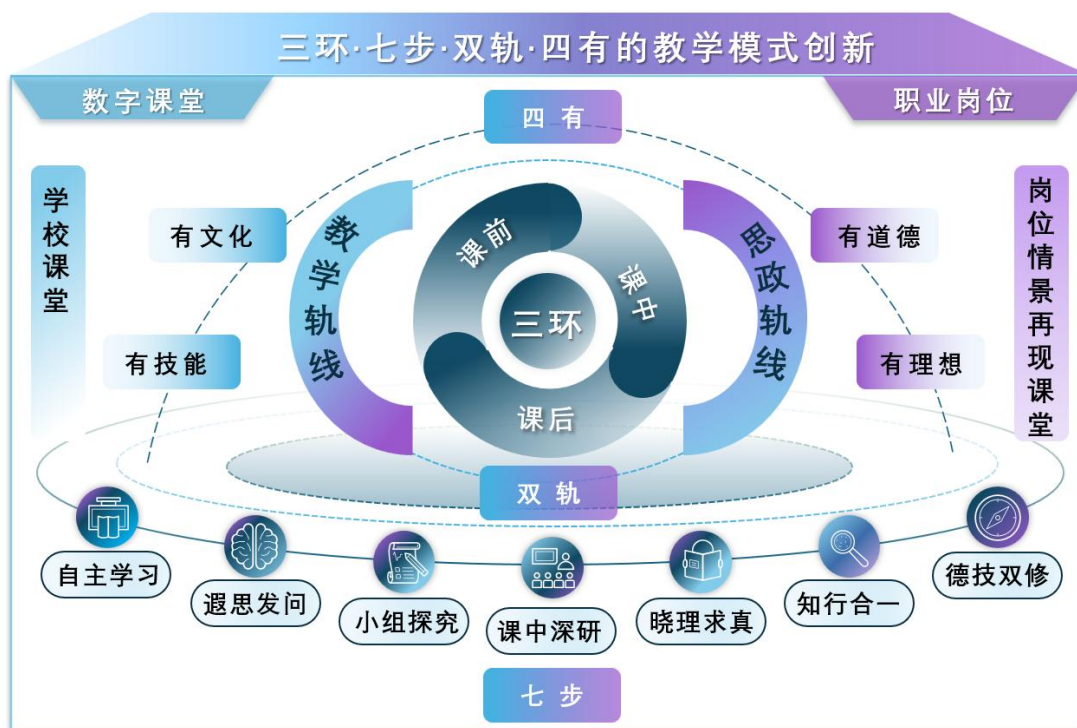 三环·七步·双轨·四有的教学模式创新
数字课堂
职业岗位
四有
学校课堂
岗位情景再现课堂
有文化
有技能
有道德
有理想
教学轨线
思政轨线
课前
课中
课后
三环
双轨
自主学习
遐思发问
小组探究
课中深研
晓理求真
知行合一
德技双修
七步